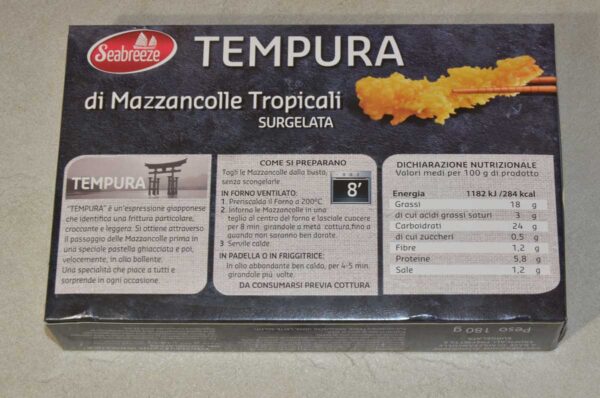 Seabreeze
TEMPURA
di Mazzancolle Tropicali
SURGELATA
TEMPURA
"TEMPURA" è un'espressione giapponese
che identifica una frittura particolare,
croccante e leggera. Si ottiene attraverso
il passaggio delle Mazzancolle prima in
una speciale pastella ghiacciata e poi,
velocemente, in olio bollente.
Una specialità che piace a tutti e
sorprende in ogni occasione.
COME SI PREPARANO
Togli le Mazzancolle dalla busta,
senza scongelarle.
8'
IN FORNO VENTILATO:
1. Preriscalda il Forno a 200°C.
2. Inforna le Mazzancolle in una
teglia al centro del forno e lasciale cuocere
per 8 min. girandole a metà cottura, fino a
quando non saranno ben dorate.
3 Servile calde
IN PADELLA O IN FRIGGITRICE:
In olio abbondante ben caldo, per 4-5 min.
girandole più volte.
DA CONSUMARSI PREVIA COTTURA
DICHIARAZIONE NUTRIZIONALE
Valori medi per 100 g di prodotto
Energia 1182 kJ /284 kcal
Grassi 18 g
di cui acidi grassi saturi 3 g
Carboidrati 24 g
di cui zuccheri 0,5 g
Fibre 1,2 g
Proteine 5,8 g
Sale 1,2 g
Peso 180 g